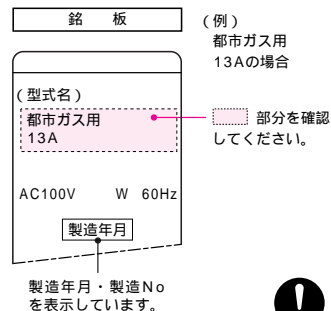 銘 板
(例)
都市ガス用
13Aの場合
(型式名)
都市ガス用
13A
部分を確認
してください。
AC100V W 60Hz
製造年月
製造年月・製造No
を表示しています。